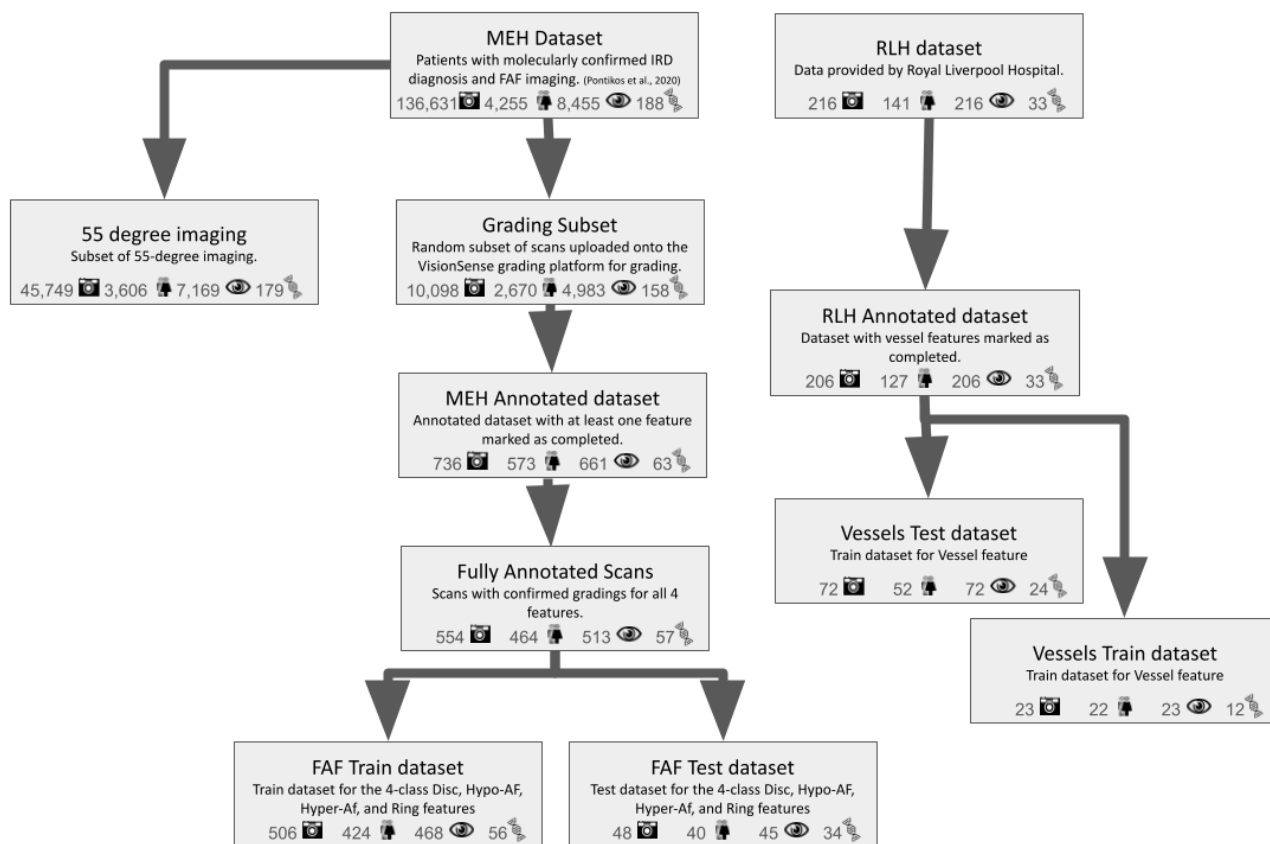 MEH Dataset
Patients with molecularly confirmed IRD
diagnosis and FAF imaging. (Pontikos et al., 2020)
136,631 4,255 8,455 188
RLH dataset
Data provided by Royal Liverpool Hospital.
216 141 216 33
55 degree imaging
Subset of 55-degree imaging.
45,749 3,606 7,169 179
Grading Subset
Random subset of scans uploaded onto the
VisionSense grading platform for grading.
10,098 2,670 4,983 158
RLH Annotated dataset
Dataset with vessel features marked as
completed.
206 127 206 33
MEH Annotated dataset
Annotated dataset with at least one feature
marked as completed.
736 573 661 63
Vessels Test dataset
Train dataset for Vessel feature
72 52 72 24
Fully Annotated Scans
Scans with confirmed gradings for all 4
features.
554 464 513 57
Vessels Train dataset
Train dataset for Vessel feature
23 22 23 12
FAF Train dataset
Train dataset for the 4-class Disc, Hypo-AF,
Hyper-Af, and Ring features
506 424 468 56
FAF Test dataset
Test dataset for the 4-class Disc, Hypo-AF,
Hyper-Af, and Ring features
48 40 45 34